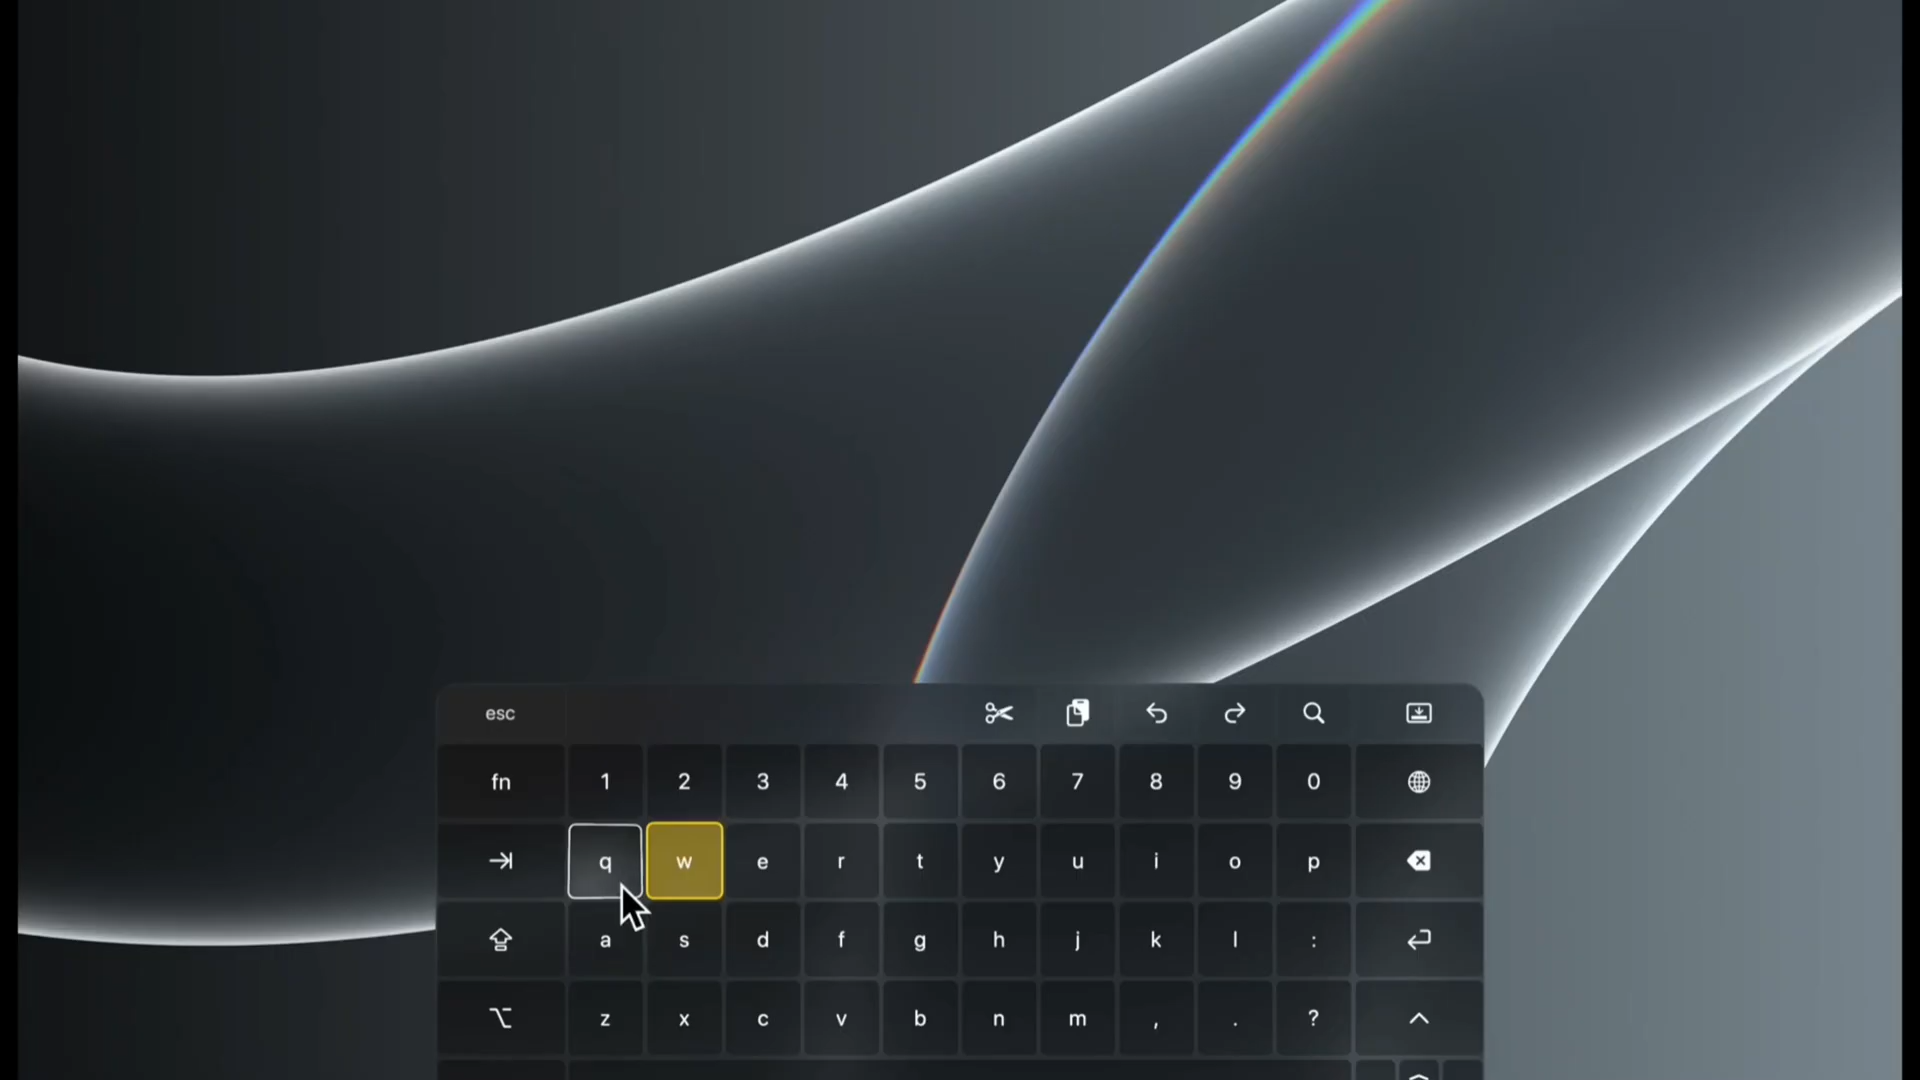 esc
fn 1 2 3 4 5 6 7 8 9 0
q w e r t y u i o p
a s d f g h j k l :
z x c v b n m , . ?